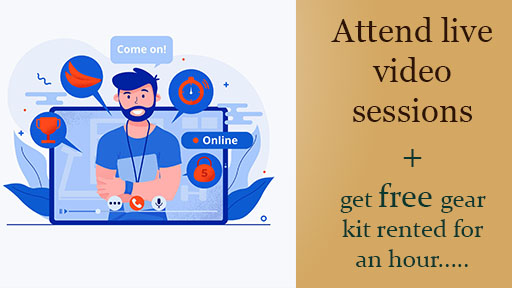 Come on!
Online
5
Attend live
video
sessions
+
get free gear
kit rented for
an hour.....